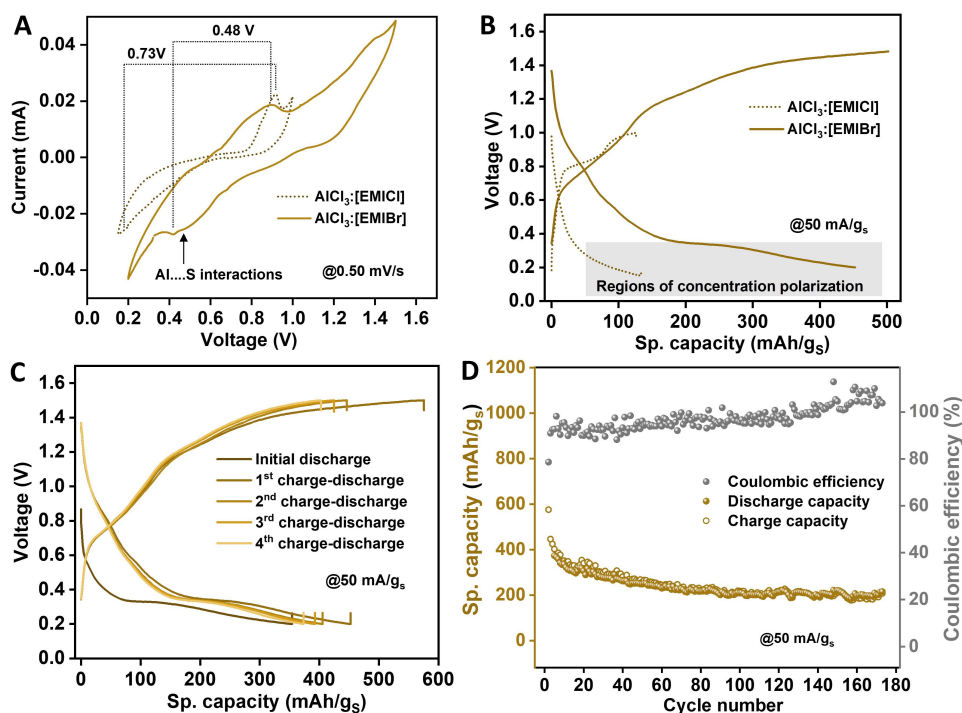 A
0.04
0.02
0.00
-0.02
-0.04
Current (mA)
0.48 V
0.73V
AlCl3:[EMICl]
AlCl3:[EMIBr]
Al....S interactions
@0.50 mV/s
0.0 0.2 0.4 0.6 0.8 1.0 1.2 1.4 1.6
Voltage (V)
B
1.6
1.4
1.2
1.0
0.8
0.6
0.4
0.2
0.0
Voltage (V)
AlCl3:[EMICl]
AlCl3:[EMIBr]
@50 mA/gs
Regions of concentration polarization
0 100 200 300 400 500
Sp. capacity (mAh/gS)
C
1.8
1.6
1.4
1.2
1.0
0.8
0.6
0.4
0.2
0.0
Voltage (V)
Initial discharge
1st charge-discharge
2nd charge-discharge
3rd charge-discharge
4th charge-discharge
@50 mA/gs
0 100 200 300 400 500 600
Sp. capacity (mAh/gS)
D
1200
1000
800
600
400
200
0
Sp. capacity (mAh/gs)
Coulombic efficiency
Discharge capacity
Charge capacity
@50 mA/gs
100
80
60
40
20
0
Coulombic efficiency (%)
0 20 40 60 80 100 120 140 160 180
Cycle number